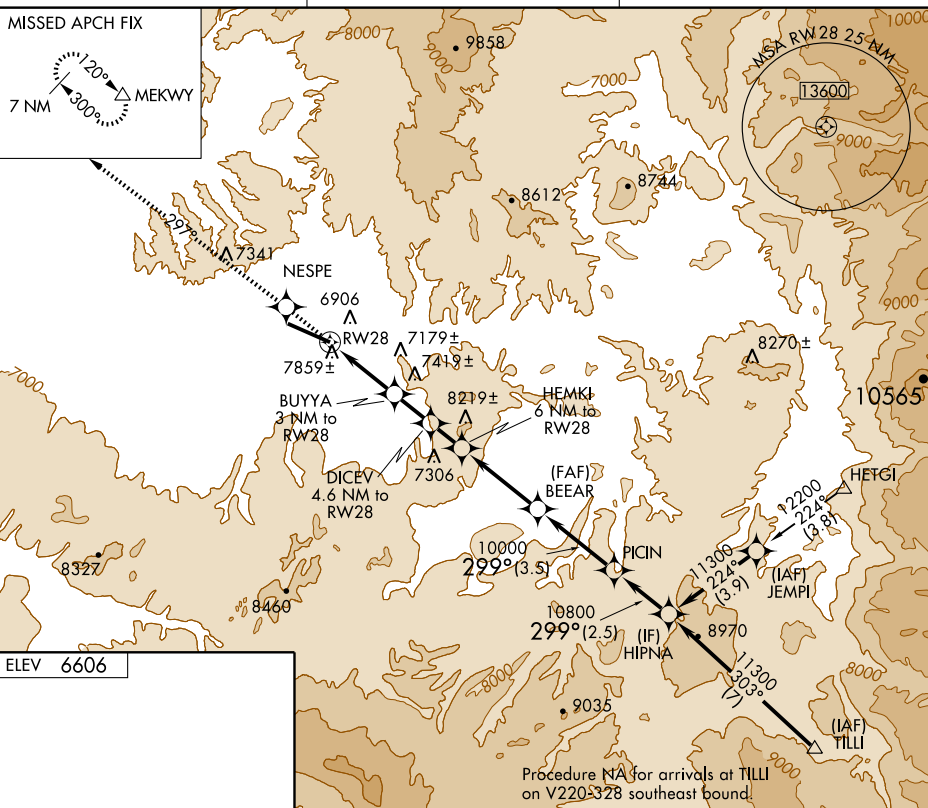 MISSED APCH FIX
120°
300°
7 NM
MEKWY
8000
9000
9858
7000
10000
MSA RW28 25 NM
13600
9000
8744
8612
297°
7341
NESPE
6906
RW28
7859±
7179±
7419±
8270±
9000
10565
7000
BUYYA
3 NM to
RW28
8219±
HEMKI
6 NM to
RW28
DICEV
4.6 NM to
RW28
7306
(FAF)
BEEAR
HETGI
12200
224°
(3.8)
10000
299° (3.5)
PICIN
11300
224°
(3.9)
(IAF)
JEMPI
8327
8460
10800
299° (2.5)
(IF)
HIPNA
8970
11300
303°
(7)
ELEV 6606
8000
8000
9035
(IAF)
TILLI
9000
Procedure NA for arrivals at TILLI
on V220-328 southeast bound.